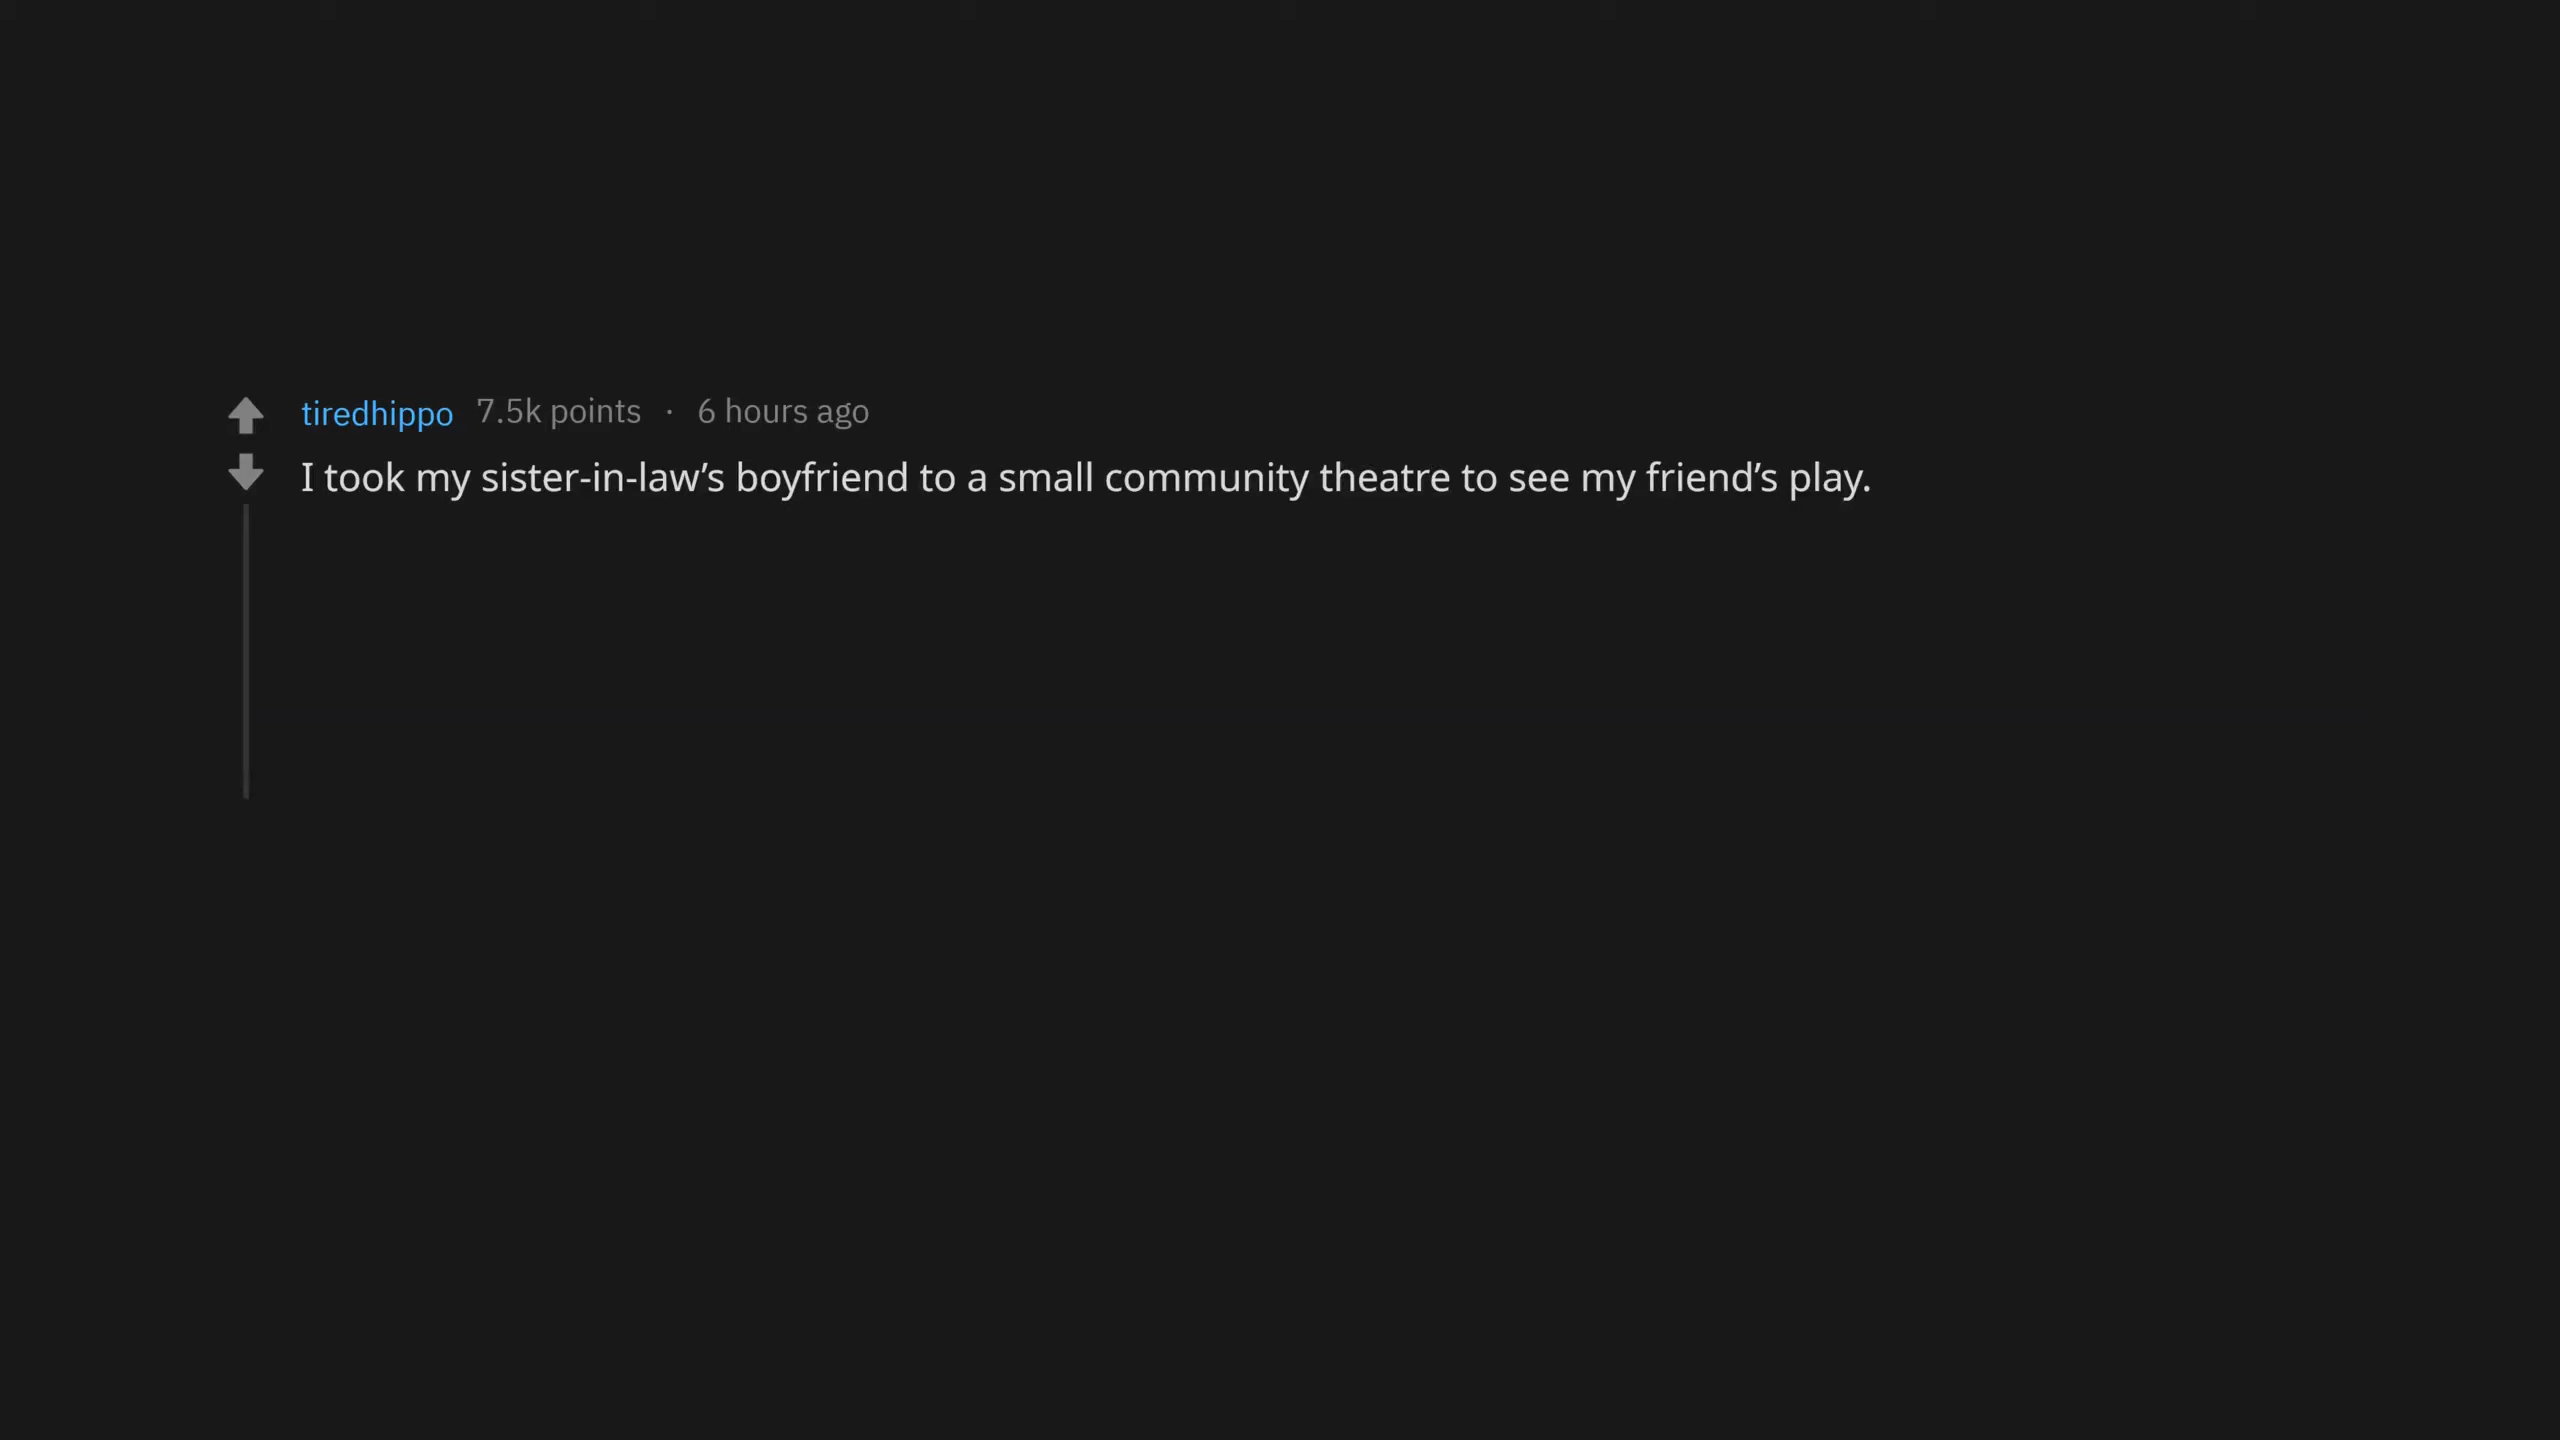 tiredhippo 7.5k points · 6 hours ago
I took my sister-in-law’s boyfriend to a small community theatre to see my friend’s play.